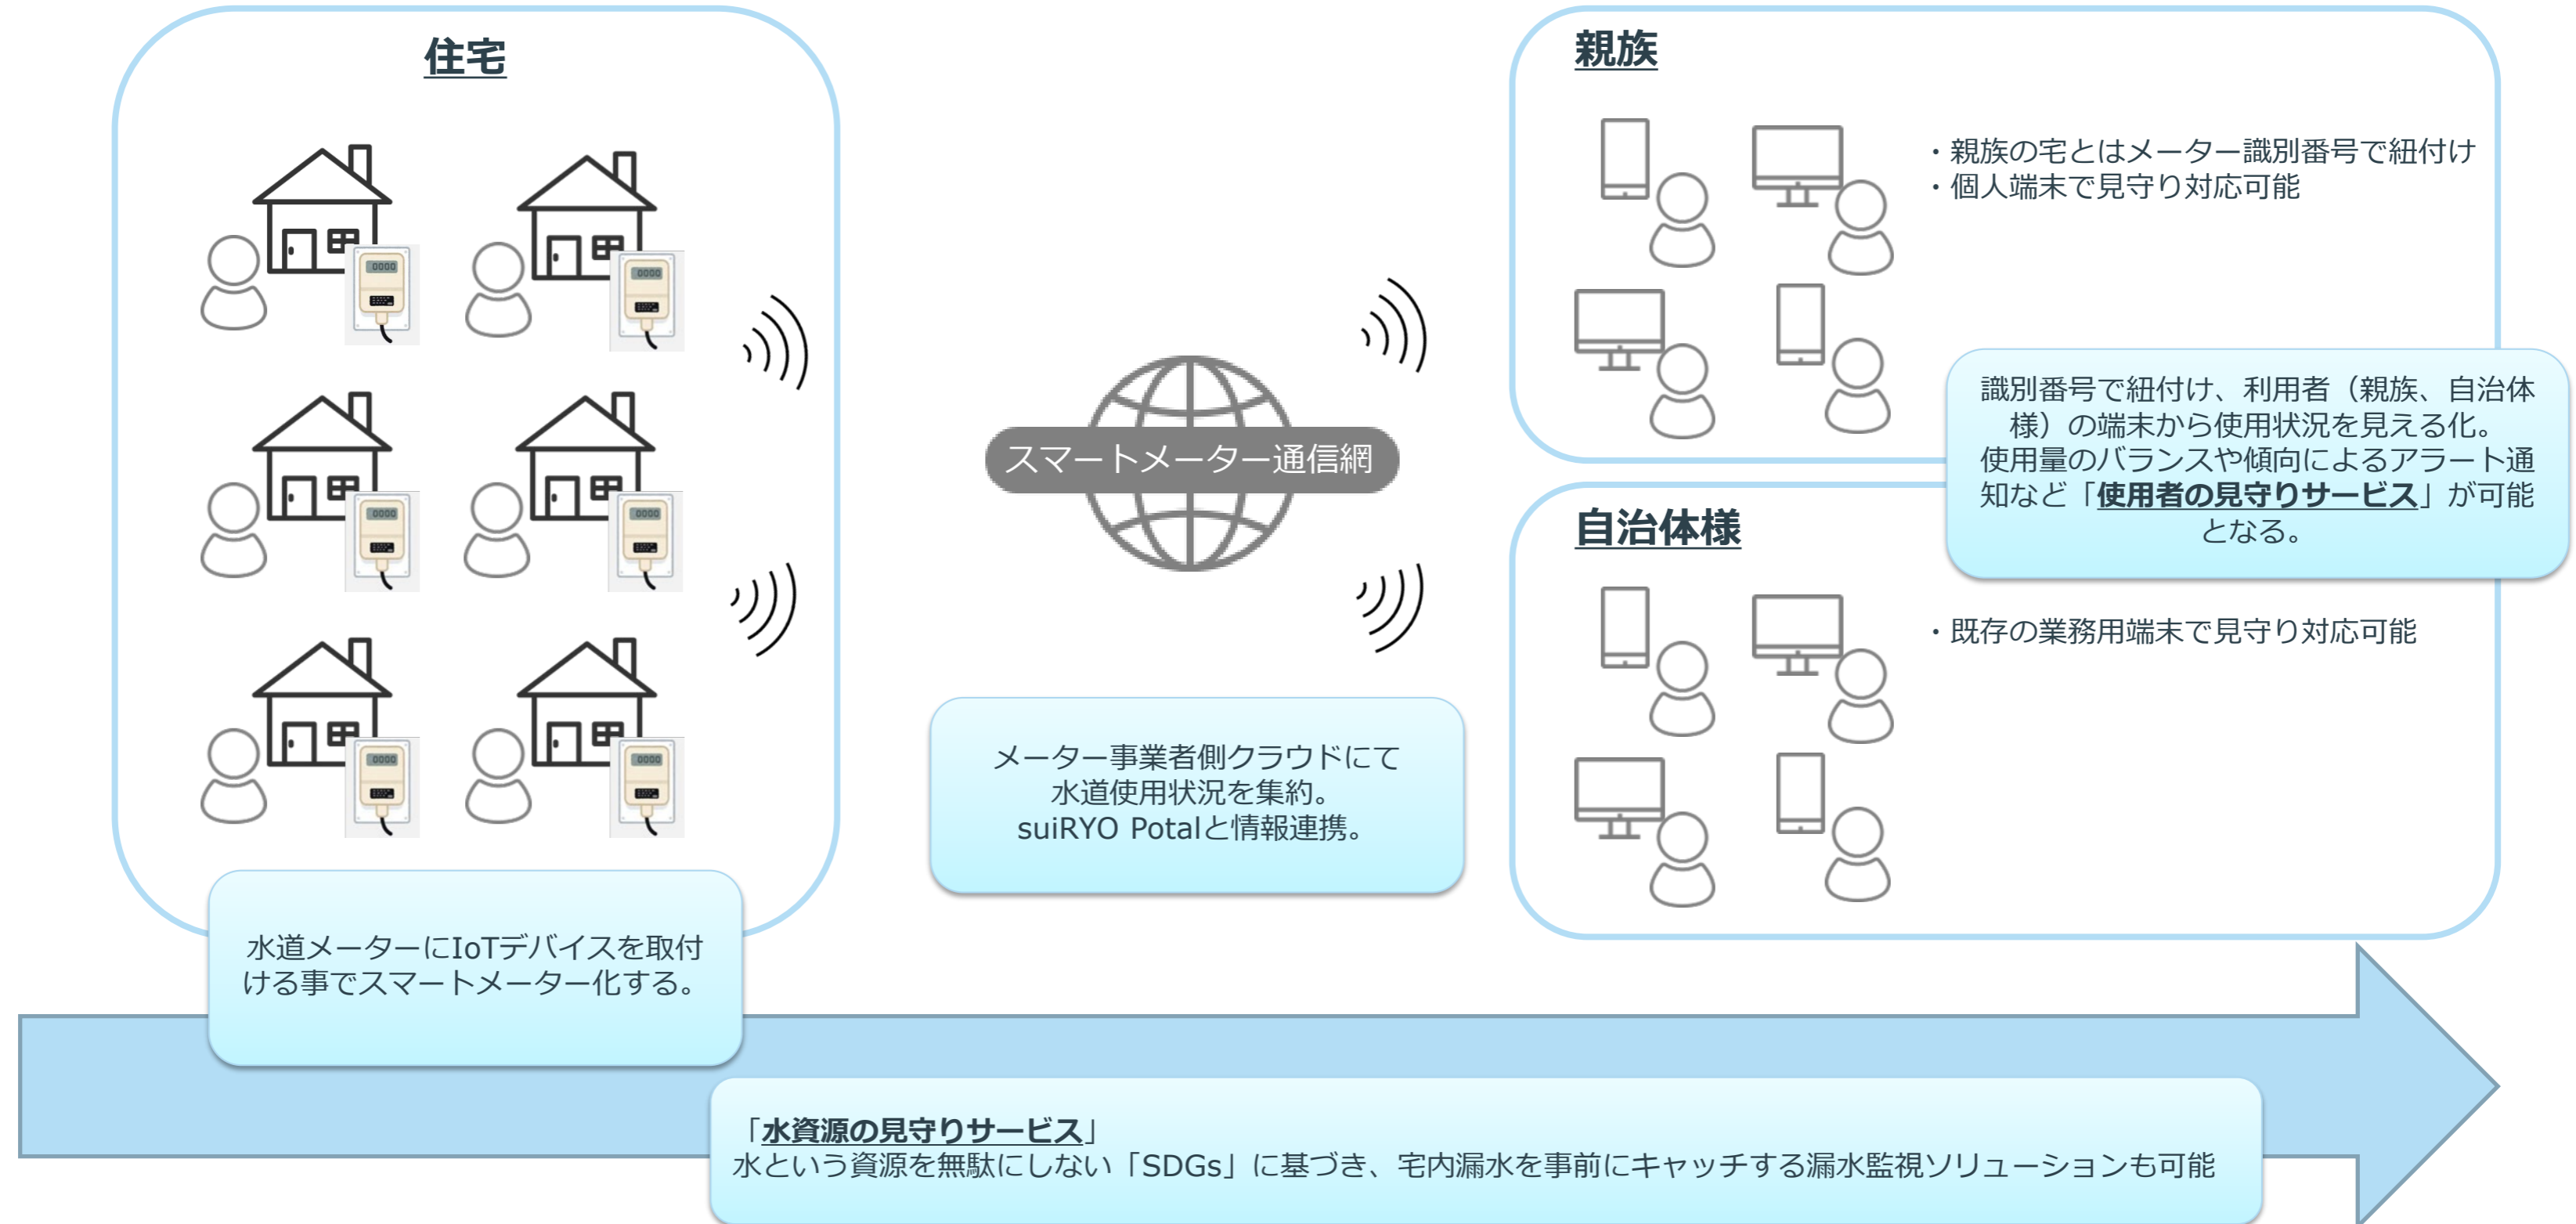 住宅
親族
・親族の宅とはメーター識別番号で紐付け
・個人端末で見守り対応可能
識別番号で紐付け、利用者（親族、自治体
様）の端末から使用状況を見える化。
使用量のバランスや傾向によるアラート通
知など「使用者の見守りサービス」が可能
となる。
スマートメーター通信網
自治体様
・既存の業務用端末で見守り対応可能
メーター事業者側クラウドにて
水道使用状況を集約。
suiRYO Potalと情報連携。
水道メーターにIoTデバイスを取付
ける事でスマートメーター化する。
「水資源の見守りサービス」
水という資源を無駄にしない「SDGs」に基づき、宅内漏水を事前にキャッチする漏水監視ソリューションも可能
0000
0000
0000
0000
0000
0000